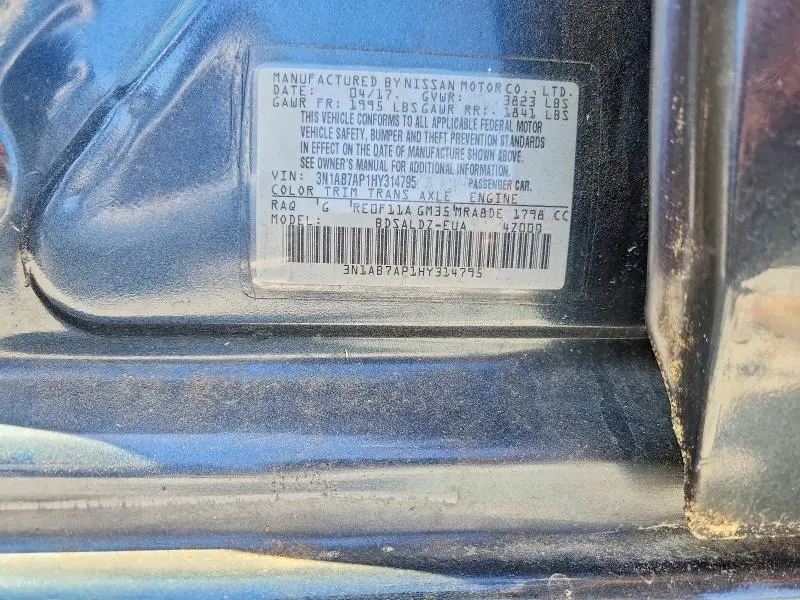 MANUFACTURED BY NISSAN MOTOR CO., LTD.
DATE: 04/17 GVWR: 3823 LBS
GAWR FR: 1995 LBS GAWR RR: 1841 LBS
THIS VEHICLE CONFORMS TO ALL APPLICABLE FEDERAL MOTOR
VEHICLE SAFETY, BUMPER AND THEFT PREVENTION STANDARDS
IN EFFECT ON THE DATE OF MANUFACTURE SHOWN ABOVE.
SEE OWNER'S MANUAL FOR ADDITIONAL INFORMATION.
VIN: 3N1AB7AP1HY314795 PASSENGER CAR.
COLOR TRIM TRANS AXLE ENGINE
RAQ G RE0F11A GM35 MRA8DE 1798 CC
MODEL: BDSALDZ-EUA 4Z000
3N1AB7AP1HY314795